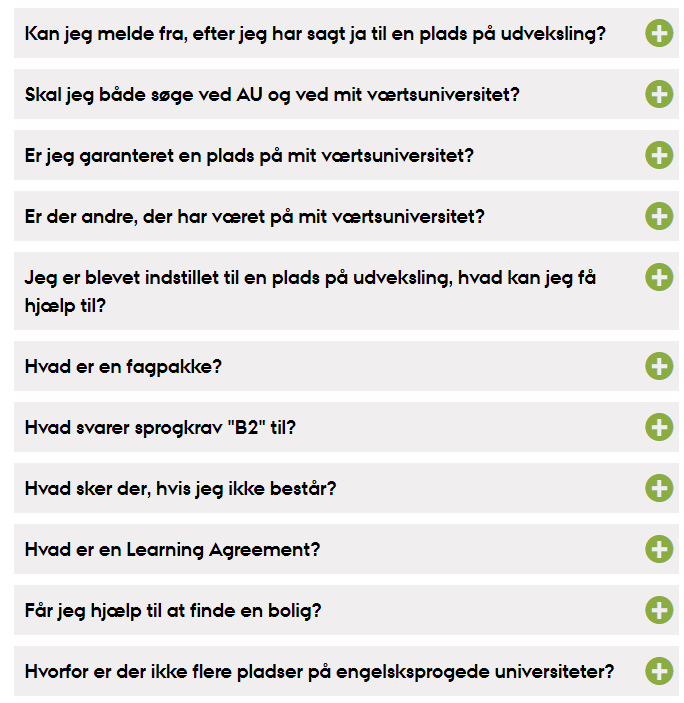 Kan jeg melde fra, efter jeg har sagt ja til en plads på udveksling?
Skal jeg både søge ved AU og ved mit værtsuniversitet?
Er jeg garanteret en plads på mit værtsuniversitet?
Er der andre, der har været på mit værtsuniversitet?
Jeg er blevet indstillet til en plads på udveksling, hvad kan jeg få
hjælp til?
Hvad er en fagpakke?
Hvad svarer sprogkrav "B2" til?
Hvad sker der, hvis jeg ikke består?
Hvad er en Learning Agreement?
Får jeg hjælp til at finde en bolig?
Hvorfor er der ikke flere pladser på engelsksprogede universiteter?